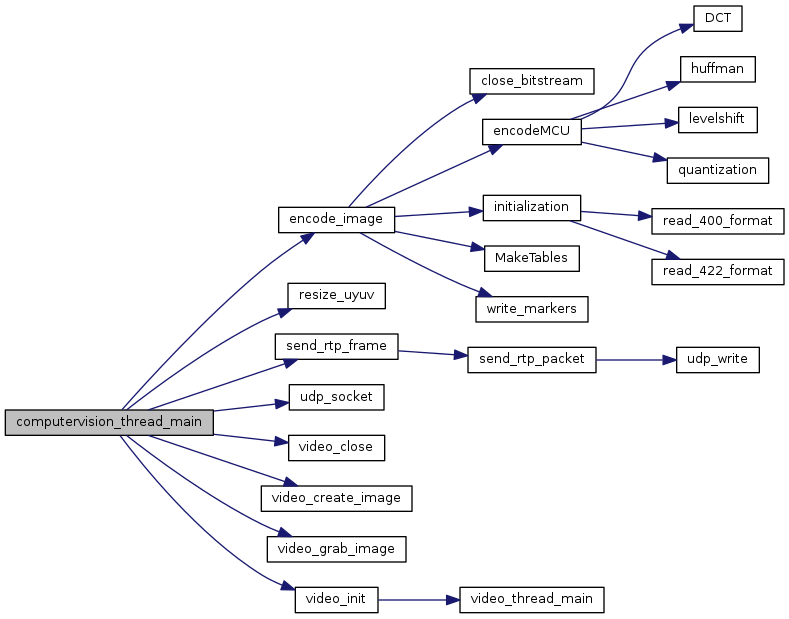 DCT
huffman
close_bitstream
levelshift
encodeMCU
quantization
initialization
encode_image
read_400_format
MakeTables
read_422_format
resize_uyuv
write_markers
send_rtp_frame
send_rtp_packet
udp_write
udp_socket
computervision_thread_main
video_close
video_create_image
video_grab_image
video_init
video_thread_main